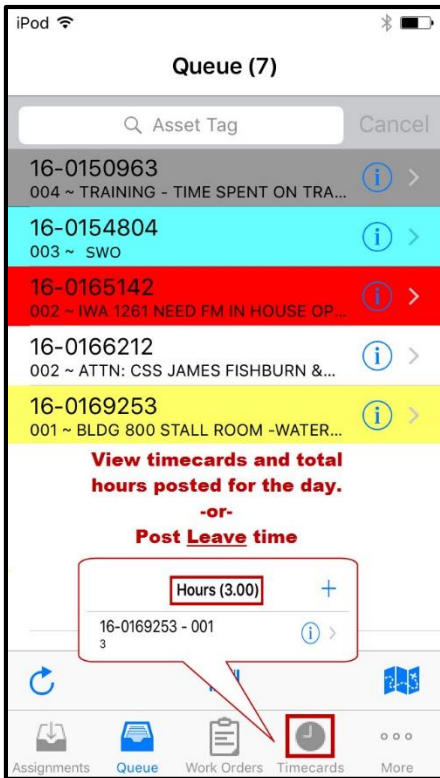 iPod
Queue (7)
Asset Tag
Cancel
16-0150963
004 ~ TRAINING - TIME SPENT ON TRA...
16-0154804
003 ~ SWO
16-0165142
002 ~ IWA 1261 NEED FM IN HOUSE OP...
16-0166212
002 ~ ATTN: CSS JAMES FISHBURN &...
16-0169253
001 ~ BLDG 800 STALL ROOM -WATER...
View timecards and total
hours posted for the day.
-or-
Post Leave time
Hours (3.00)
16-0169253 - 001
3
Assignments
Queue
Work Orders
Timecards
More